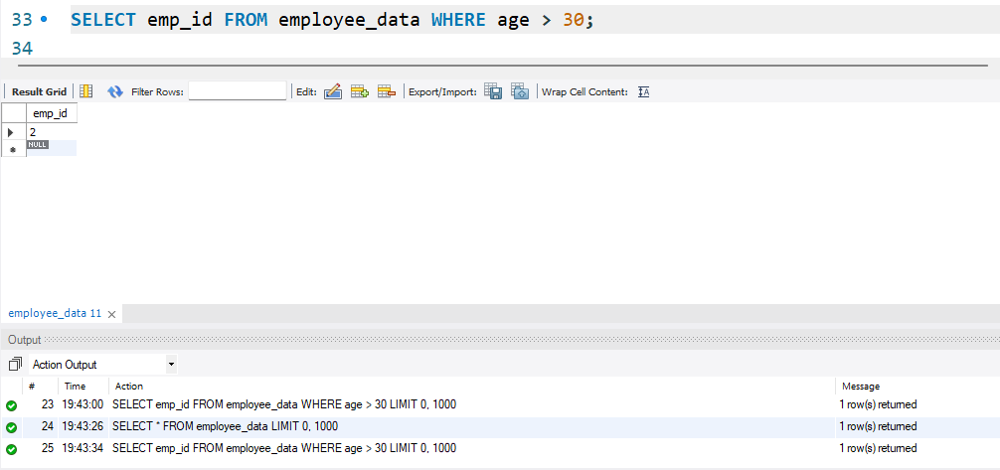 33 SELECT emp_id FROM employee_data WHERE age > 30;
34
Result Grid Filter Rows: Edit: Export/Import: Wrap Cell Content:
emp_id
2
NULL
employee_data 11
Output
Action Output
# Time Action Message
23 19:43:00 SELECT emp_id FROM employee_data WHERE age > 30 LIMIT 0, 1000 1 row(s) returned
24 19:43:26 SELECT * FROM employee_data LIMIT 0, 1000 1 row(s) returned
25 19:43:34 SELECT emp_id FROM employee_data WHERE age > 30 LIMIT 0, 1000 1 row(s) returned